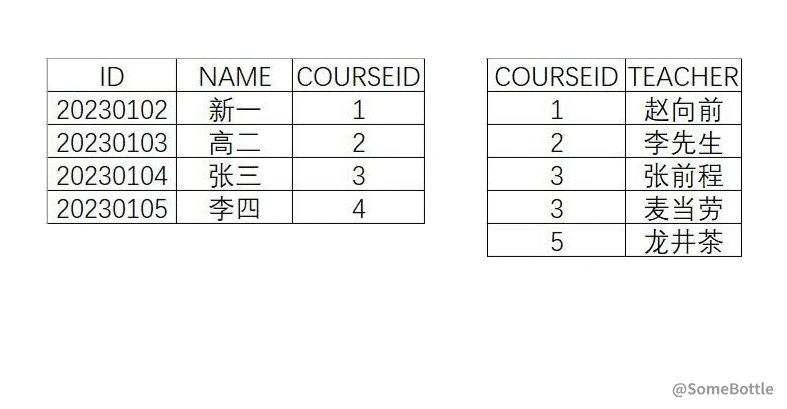 ID NAME COURSEID
20230102 新一 1
20230103 高二 2
20230104 张三 3
20230105 李四 4
COURSEID TEACHER
1 赵向前
2 李先生
3 张前程
3 麦当劳
5 龙井茶
@SomeBottle